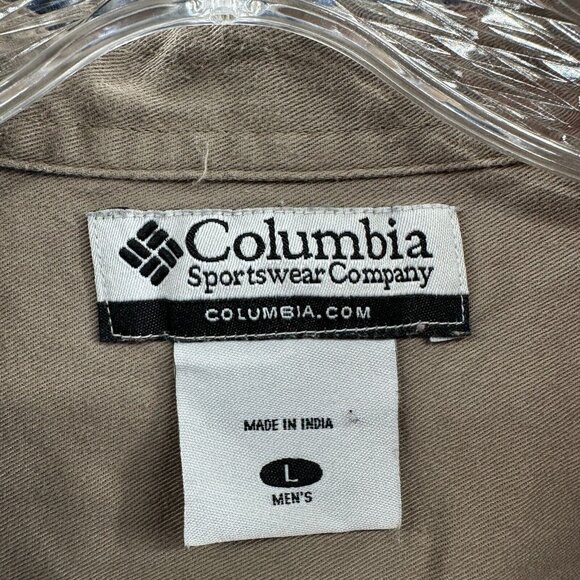 Columbia
Sportswear Company
COLUMBIA.COM
MADE IN INDIA
L
MEN'S